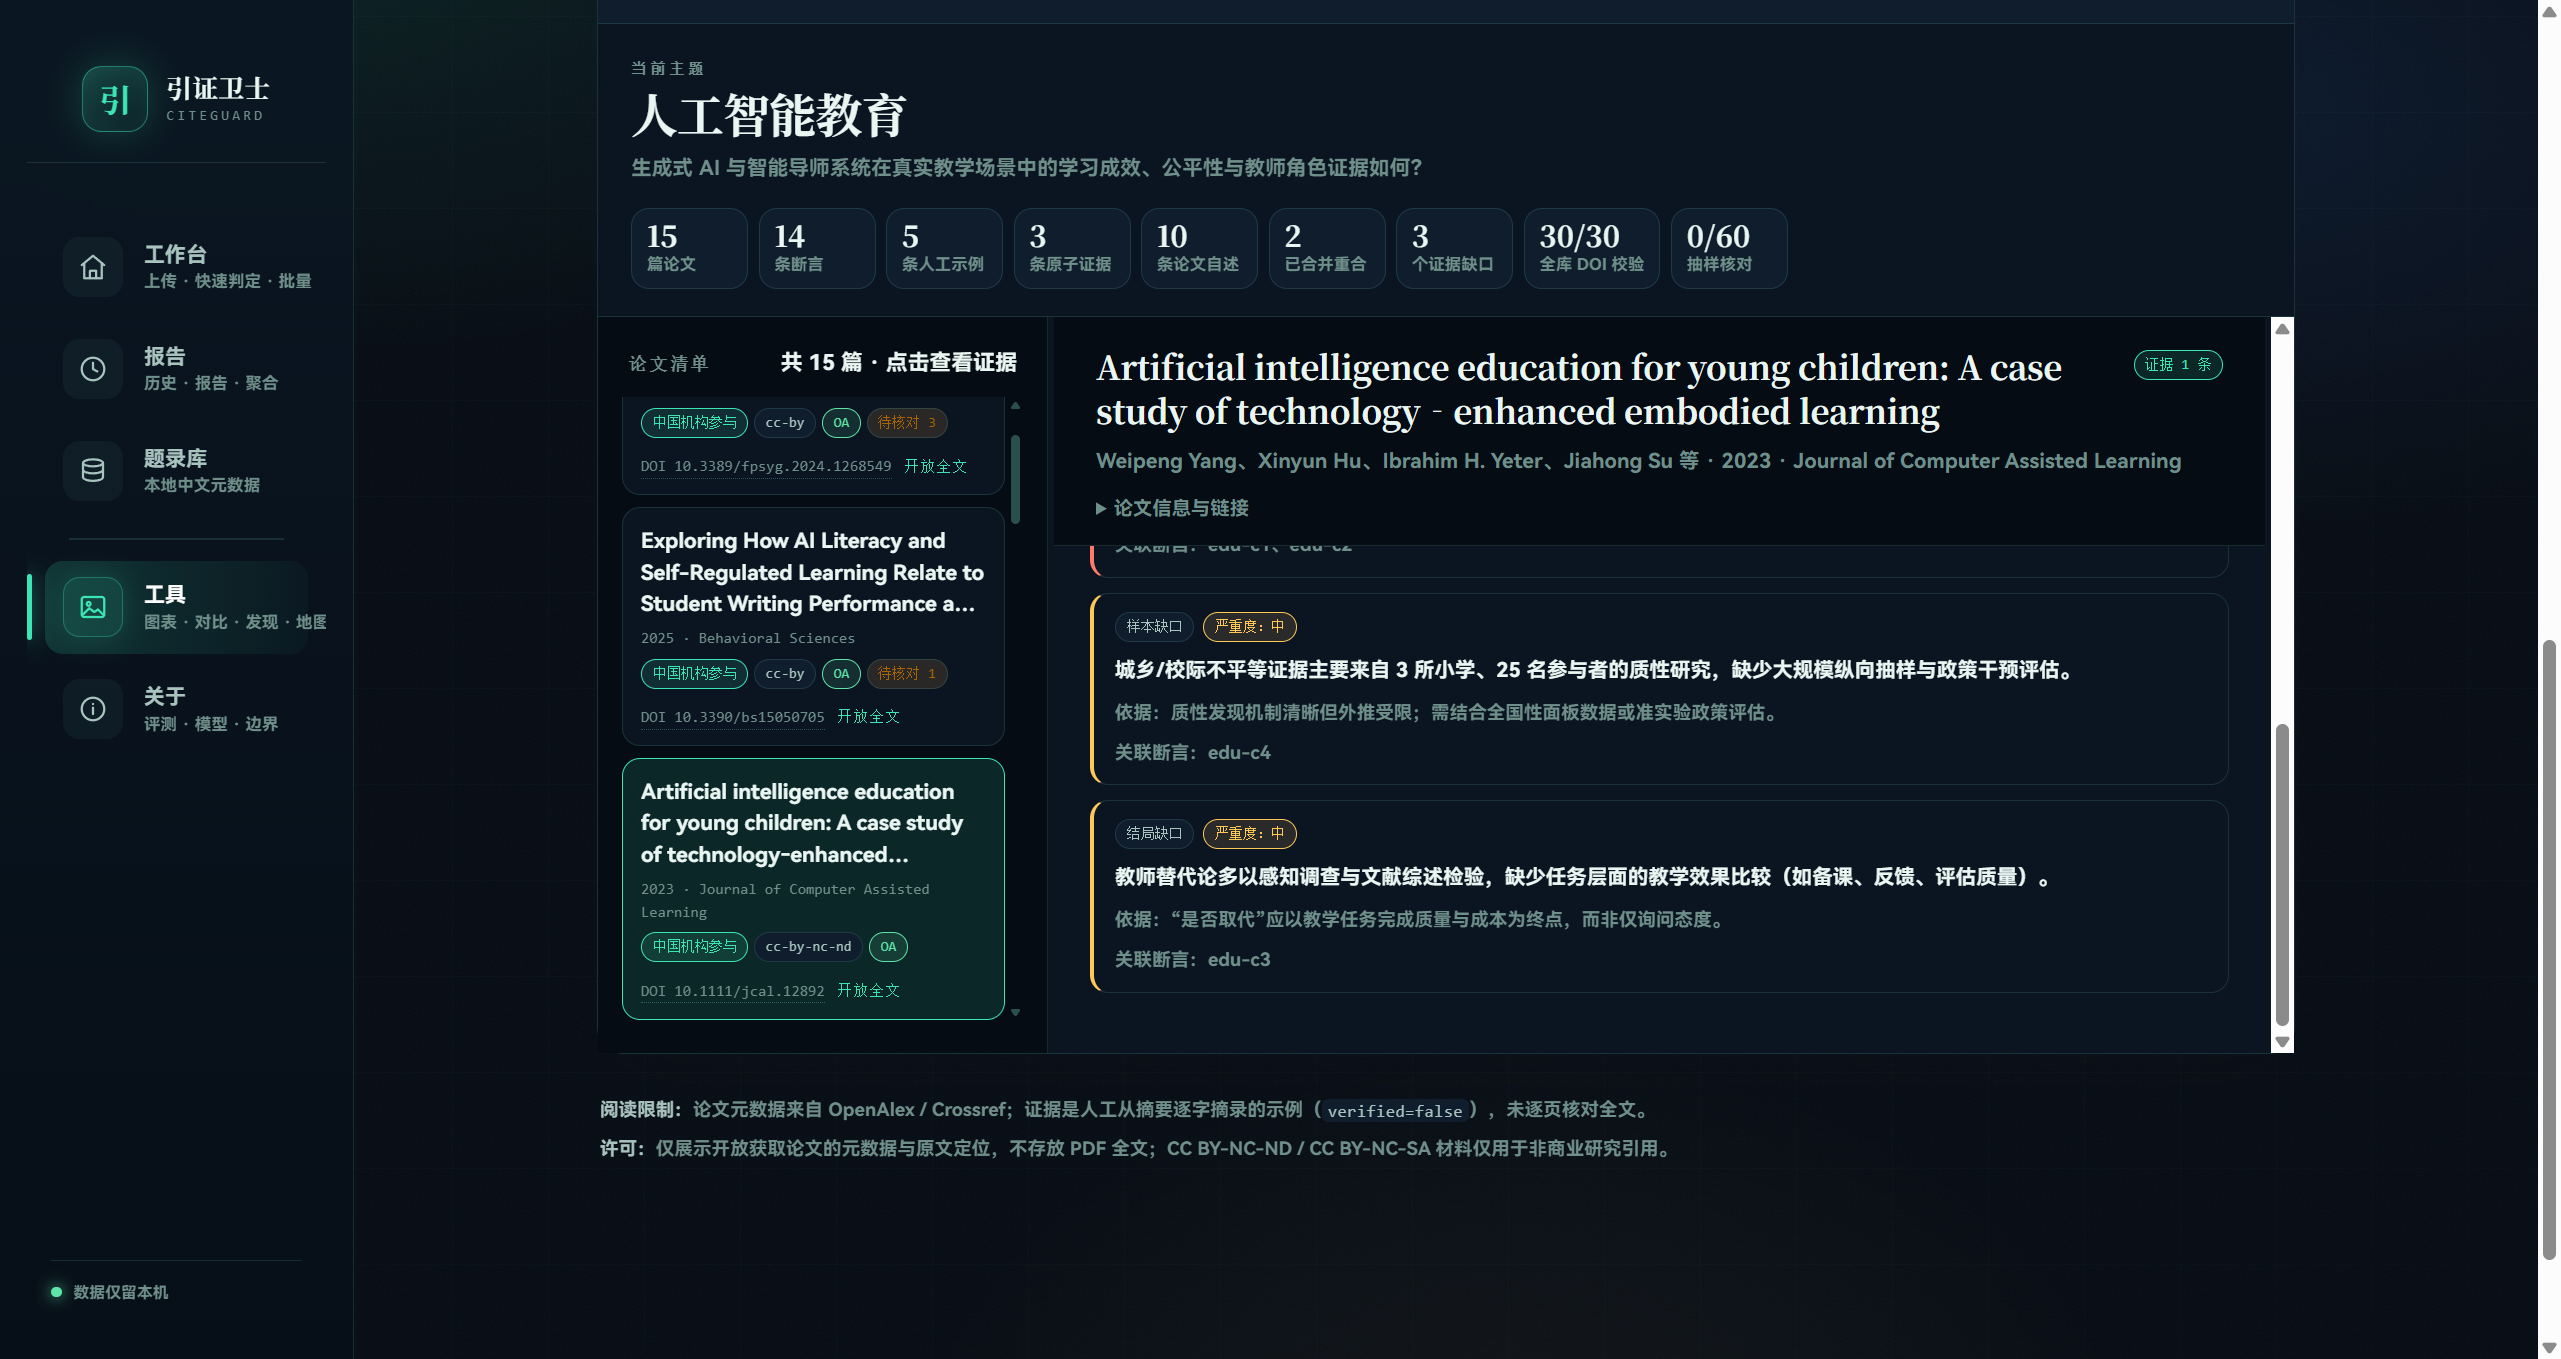 引
引证卫士
CITEGUARD
工作台
上传 · 快速判定 · 批量
报告
历史 · 报告 · 聚合
题录库
本地中文元数据
工具
图表 · 对比 · 发现 · 地图
关于
评测 · 模型 · 边界
数据仅留本机
当前主题
人工智能教育
生成式 AI 与智能导师系统在真实教学场景中的学习成效、公平性与教师角色证据如何？
15
篇论文
14
条断言
5
条人工示例
3
条原子证据
10
条论文自述
2
已合并重合
3
个证据缺口
30/30
全库 DOI 校验
0/60
抽样核对
论文清单
共 15 篇 · 点击查看证据
中国机构参与 cc-by OA 待核对 3
DOI 10.3389/fpsyg.2024.1268549 开放全文
Exploring How AI Literacy and
Self-Regulated Learning Relate to
Student Writing Performance a...
2025 · Behavioral Sciences
中国机构参与 cc-by OA 待核对 1
DOI 10.3390/bs15050705 开放全文
Artificial intelligence education
for young children: A case study
of technology-enhanced...
2023 · Journal of Computer Assisted
Learning
中国机构参与 cc-by-nc-nd OA
DOI 10.1111/jcal.12892 开放全文
Artificial intelligence education for young children: A case
study of technology‐enhanced embodied learning
证据 1 条
Weipeng Yang、Xinyun Hu、Ibrahim H. Yeter、Jiahong Su 等 · 2023 · Journal of Computer Assisted Learning
▶ 论文信息与链接
关联断言：edu-c1、edu-c2
样本缺口 严重度：中
城乡/校际不平等证据主要来自 3 所小学、25 名参与者的质性研究，缺少大规模纵向抽样与政策干预评估。
依据：质性发现机制清晰但外推受限；需结合全国性面板数据或准实验政策评估。
关联断言：edu-c4
结局缺口 严重度：中
教师替代论多以感知调查与文献综述检验，缺少任务层面的教学效果比较（如备课、反馈、评估质量）。
依据：“是否取代”应以教学任务完成质量与成本为终点，而非仅询问态度。
关联断言：edu-c3
阅读限制：论文元数据来自 OpenAlex / Crossref；证据是人工从摘要逐字摘录的示例（verified=false），未逐页核对全文。
许可：仅展示开放获取论文的元数据与原文定位，不存放 PDF 全文；CC BY-NC-ND / CC BY-NC-SA 材料仅用于非商业研究引用。